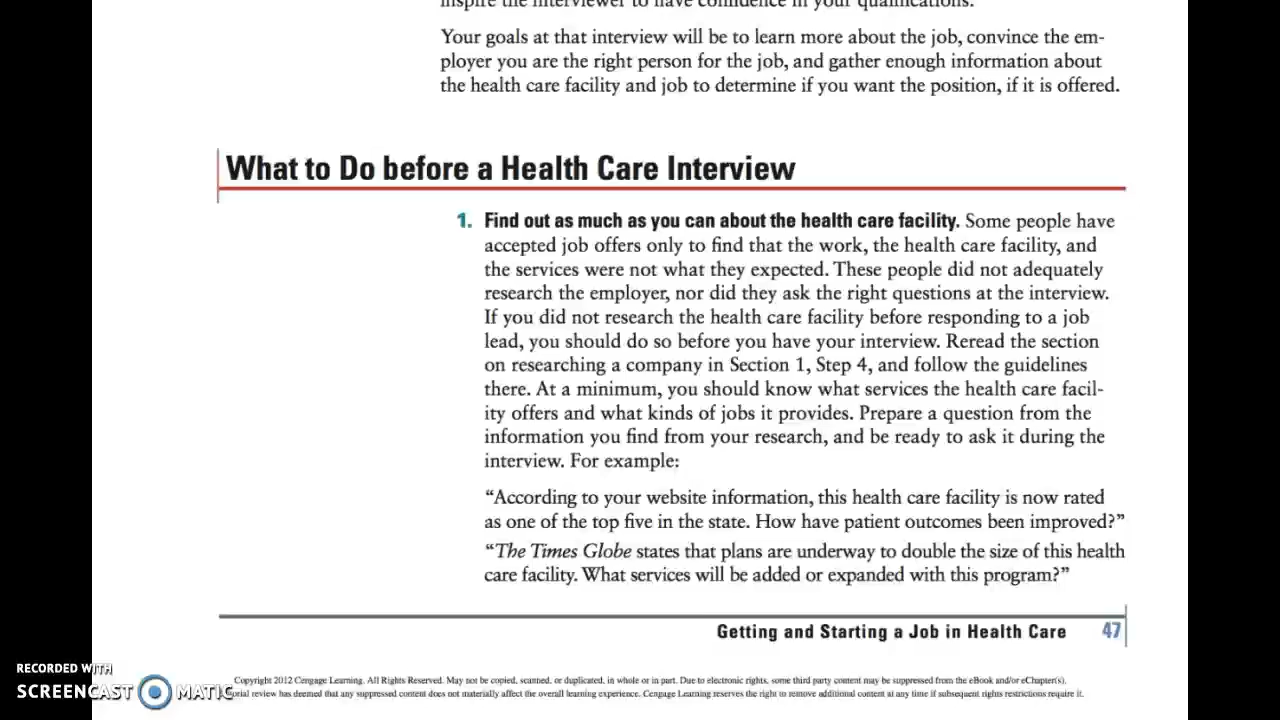 inspire the interviewer to have confidence in your qualifications.
Your goals at that interview will be to learn more about the job, convince the em-
ployer you are the right person for the job, and gather enough information about
the health care facility and job to determine if you want the position, if it is offered.
What to Do before a Health Care Interview
1. Find out as much as you can about the health care facility. Some people have
accepted job offers only to find that the work, the health care facility, and
the services were not what they expected. These people did not adequately
research the employer, nor did they ask the right questions at the interview.
If you did not research the health care facility before responding to a job
lead, you should do so before you have your interview. Reread the section
on researching a company in Section 1, Step 4, and follow the guidelines
there. At a minimum, you should know what services the health care facil-
ity offers and what kinds of jobs it provides. Prepare a question from the
information you find from your research, and be ready to ask it during the
interview. For example:
“According to your website information, this health care facility is now rated
as one of the top five in the state. How have patient outcomes been improved?”
“The Times Globe states that plans are underway to double the size of this health
care facility. What services will be added or expanded with this program?”
Getting and Starting a Job in Health Care 47
RECORDED WITH
SCREENCAST MATIC
Copyright 2012 Cengage Learning. All Rights Reserved. May not be copied, scanned, or duplicated, in whole or in part. Due to electronic rights, some third party content may be suppressed from the eBook and/or eChapter(s).
review has deemed that any suppressed content does not materially affect the overall learning experience. Cengage Learning reserves the right to remove additional content at any time if subsequent rights restrictions require it.